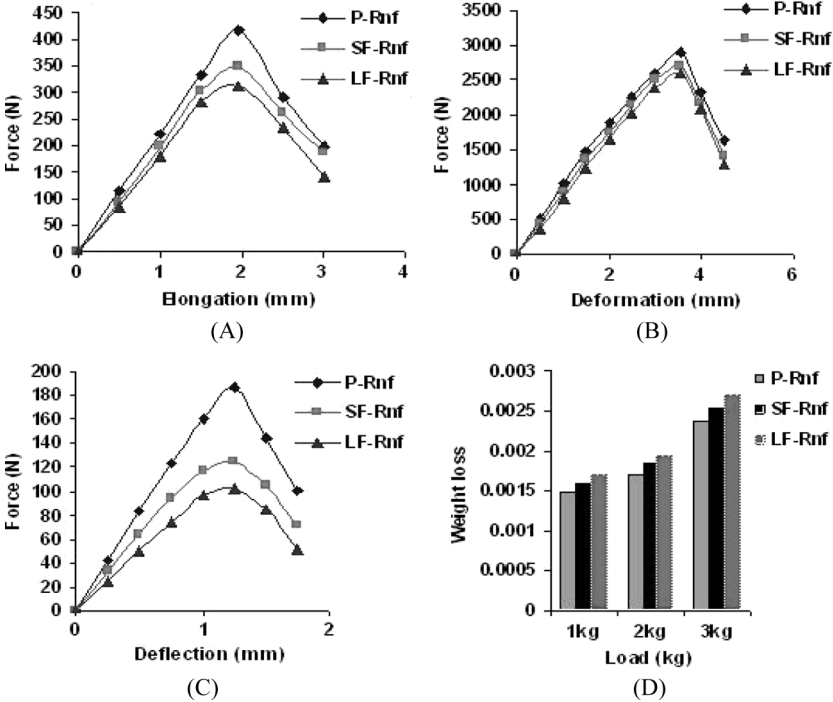 450
400
350
300
250
200
150
100
50
0
Force (N)
0 1 2 3 4
Elongation (mm)
P-Rnf
SF-Rnf
LF-Rnf
(A)
3500
3000
2500
2000
1500
1000
500
0
Force (N)
0 2 4 6
Deformation (mm)
P-Rnf
SF-Rnf
LF-Rnf
(B)
200
180
160
140
120
100
80
60
40
20
0
Force (N)
0 1 2
Deflection (mm)
P-Rnf
SF-Rnf
LF-Rnf
(C)
0.003
0.0025
0.002
0.0015
0.001
0.0005
0
Weight loss
1kg 2kg 3kg
Load (kg)
P-Rnf
SF-Rnf
LF-Rnf
(D)